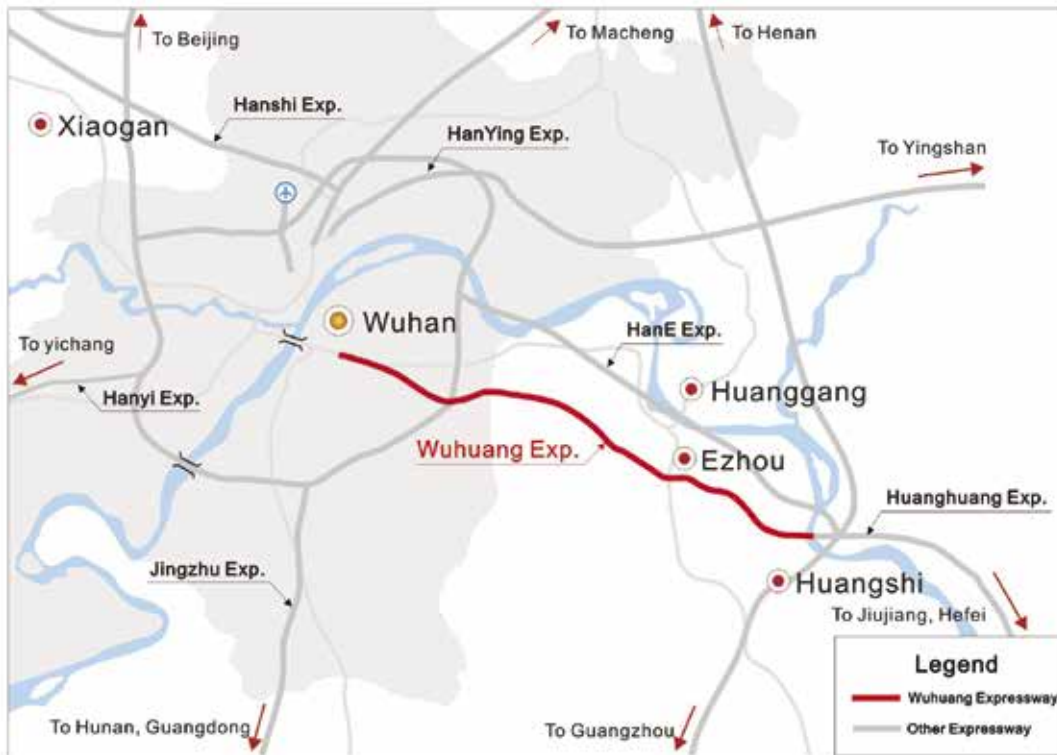 To Beijing
To Macheng
To Henan
Hanshi Exp.
Xiaogan
HanYing Exp.
To Yingshan
Wuhan
HanE Exp.
To yichang
Hanyi Exp.
Huanggang
Wuhuang Exp.
Ezhou
Huanghuang Exp.
Jingzhu Exp.
Huangshi
To Jiujiang, Hefei
Legend
Wuhuang Expressway
Other Expressway
To Hunan, Guangdong
To Guangzhou